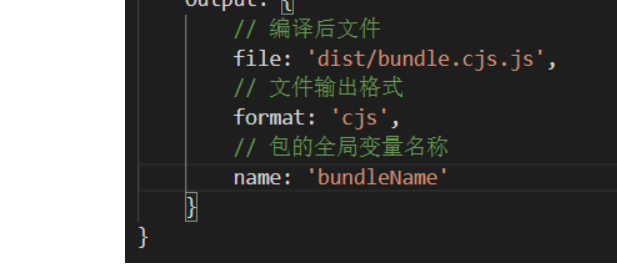 output: {
// 编译后文件
file: 'dist/bundle.cjs.js',
// 文件输出格式
format: 'cjs',
// 包的全局变量名称
name: 'bundleName'
}
}